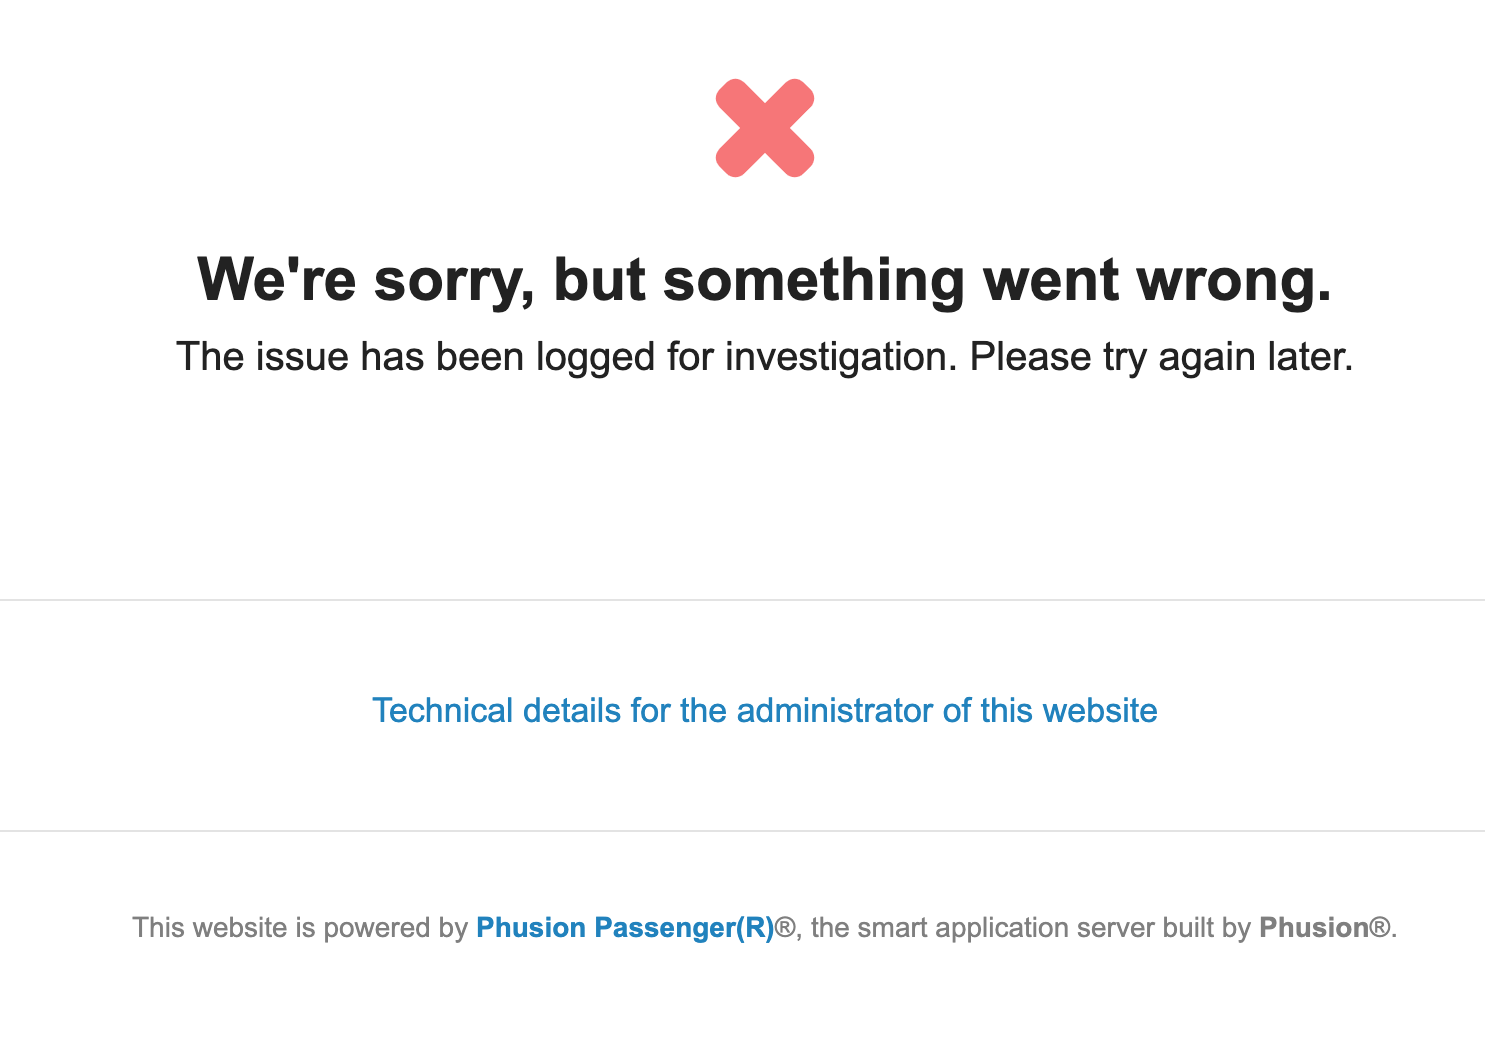 We're sorry, but something went wrong.
The issue has been logged for investigation. Please try again later.
Technical details for the administrator of this website
This website is powered by Phusion Passenger(R)®, the smart application server built by Phusion®.